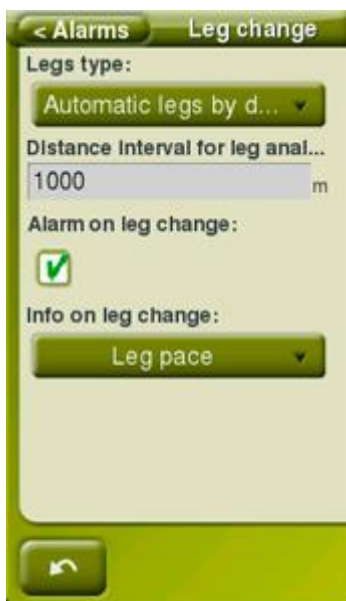 < Alarms
Leg change
Legs type:
Automatic legs by d...
Distance interval for leg anal...
1000
m
Alarm on leg change:
Info on leg change:
Leg pace